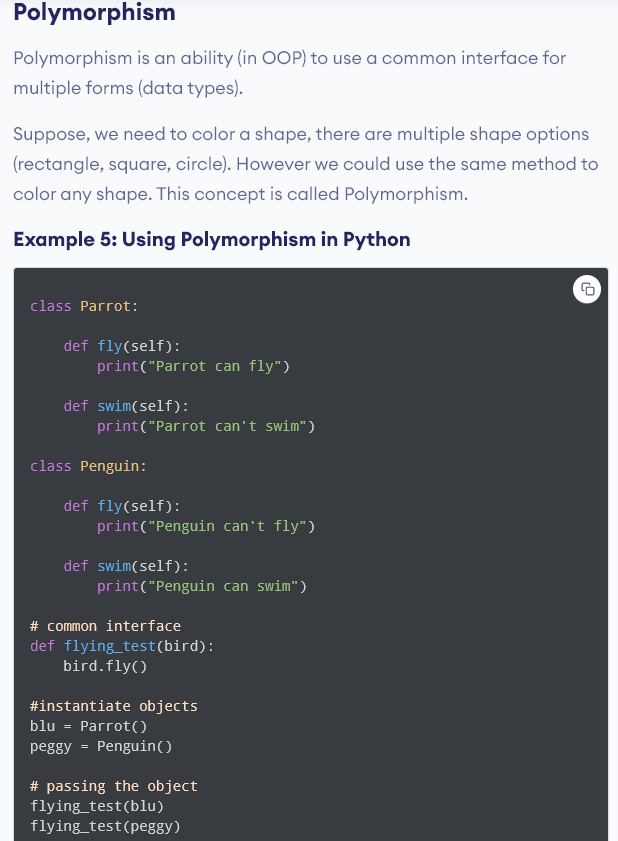 Polymorphism
Polymorphism is an ability (in OOP) to use a common interface for
multiple forms (data types).
Suppose, we need to color a shape, there are multiple shape options
(rectangle, square, circle). However we could use the same method to
color any shape. This concept is called Polymorphism.
Example 5: Using Polymorphism in Python
class Parrot:
    def fly(self):
        print("Parrot can fly")
    def swim(self):
        print("Parrot can't swim")
class Penguin:
    def fly(self):
        print("Penguin can't fly")
    def swim(self):
        print("Penguin can swim")
# common interface
def flying_test(bird):
    bird.fly()
#instantiate objects
blu = Parrot()
peggy = Penguin()
# passing the object
flying_test(blu)
flying_test(peggy)